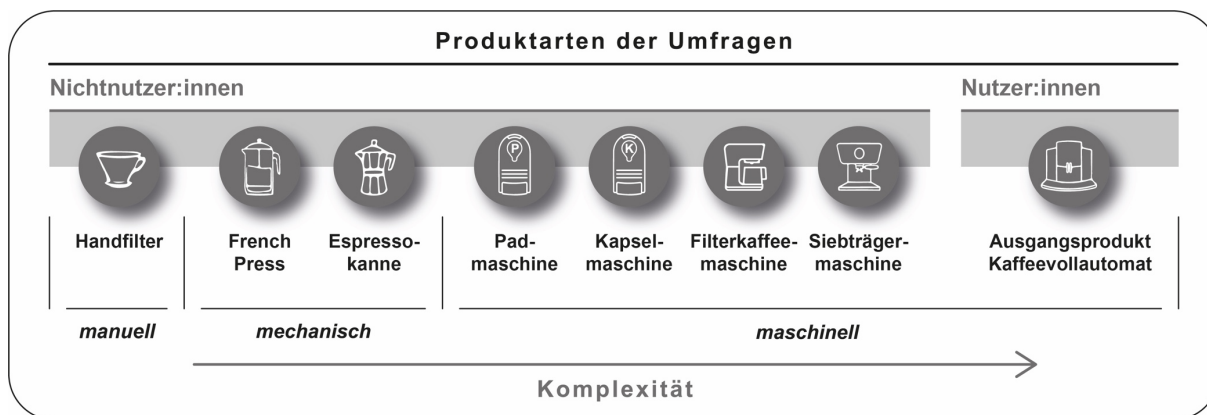 Produktarten der Umfragen
Nichtnutzer:innen
Nutzer:innen
P
K
Handfilter
French
Press
Espresso-
kanne
Pad-
maschine
Kapsel-
maschine
Filterkaffee-
maschine
Siebträger-
maschine
Ausgangsprodukt
Kaffeevollautomat
manuell
mechanisch
maschinell
Komplexität